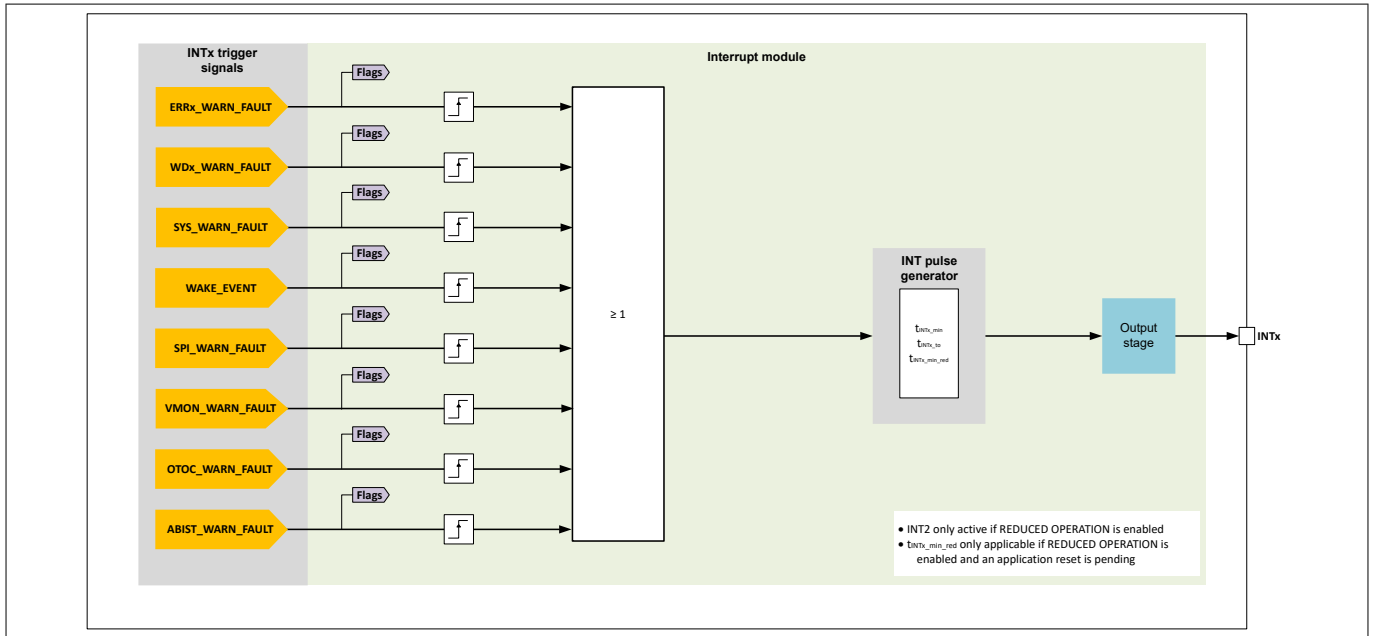 INTx trigger
signals
Interrupt module
Flags
ERRx_WARN_FAULT
Flags
WDx_WARN_FAULT
Flags
SYS_WARN_FAULT
Flags
WAKE_EVENT
Flags
SPI_WARN_FAULT
Flags
VMON_WARN_FAULT
Flags
OTOC_WARN_FAULT
Flags
ABIST_WARN_FAULT
≥ 1
INT pulse
generator
tINTx_min
tINTx_to
tINTx_min_red
Output
stage
INTx
• INT2 only active if REDUCED OPERATION is enabled
• tINTx_min_red only applicable if REDUCED OPERATION is
enabled and an application reset is pending